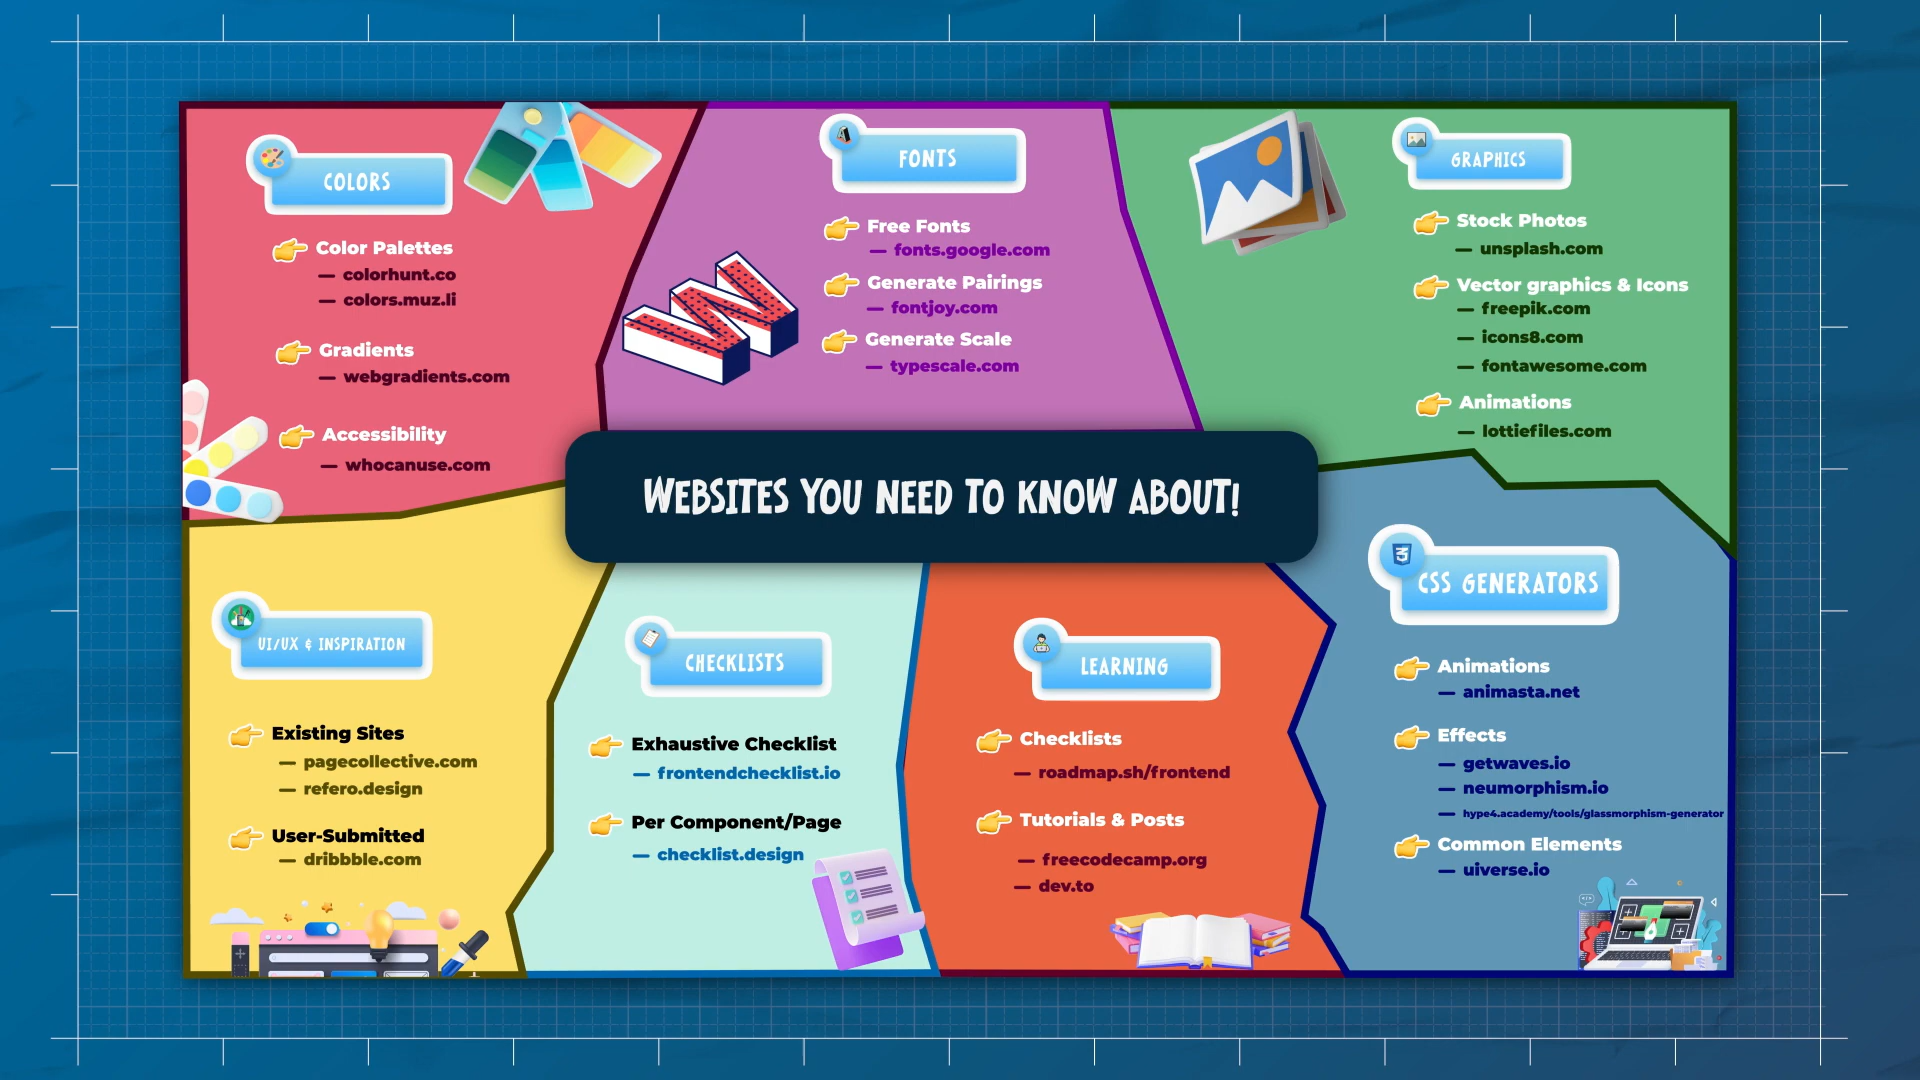 COLORS
Color Palettes
— colorhunt.co
— colors.muz.li
Gradients
— webgradients.com
Accessibility
— whocanuse.com
FONTS
Free Fonts
— fonts.google.com
Generate Pairings
— fontjoy.com
Generate Scale
— typescale.com
GRAPHICS
Stock Photos
— unsplash.com
Vector graphics & Icons
— freepik.com
— icons8.com
— fontawesome.com
Animations
— lottiefiles.com
WEBSITES YOU NEED TO KNOW ABOUT!
UI/UX & INSPIRATION
Existing Sites
— pagecollective.com
— refero.design
User-Submitted
— dribbble.com
CHECKLISTS
Exhaustive Checklist
— frontendchecklist.io
Per Component/Page
— checklist.design
LEARNING
Checklists
— roadmap.sh/frontend
Tutorials & Posts
— freecodecamp.org
— dev.to
CSS GENERATORS
Animations
— animasta.net
Effects
— getwaves.io
— neumorphism.io
— hype4.academy/tools/glassmorphism-generator
Common Elements
— uiverse.io